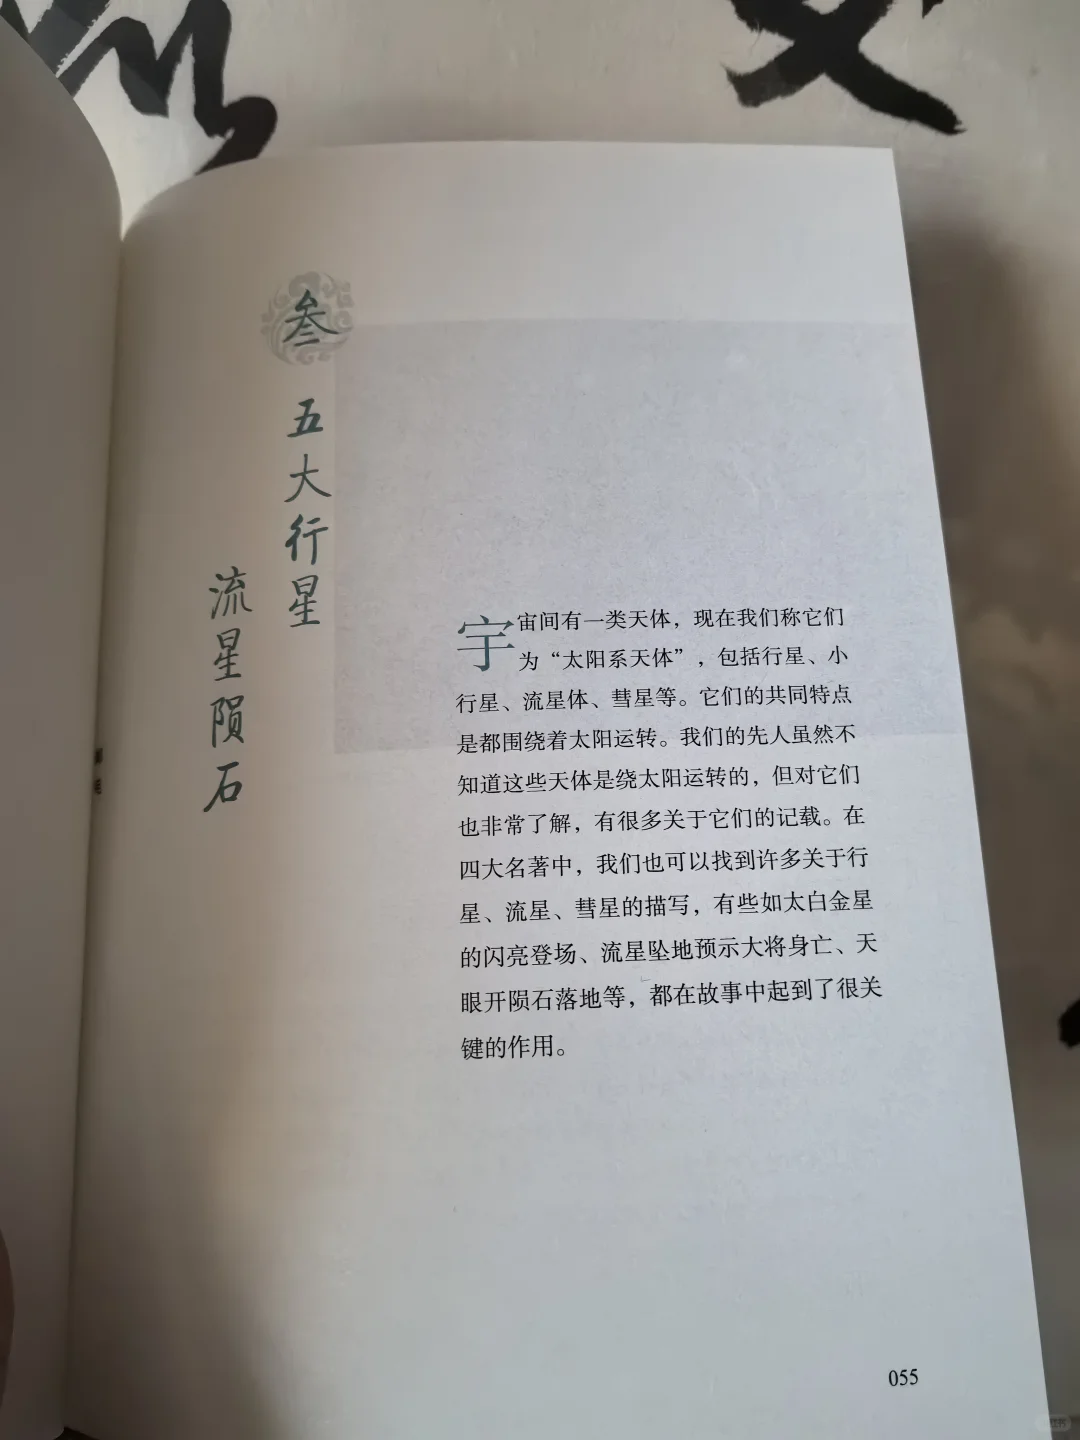 叁
五大行星
流星陨石
宇宙间有一类天体，现在我们称它们
为“太阳系天体”，包括行星、小
行星、流星体、彗星等。它们的共同特点
是都围绕着太阳运转。我们的先人虽然不
知道这些天体是绕太阳运转的，但对它们
也非常了解，有很多关于它们的记载。在
四大名著中，我们也可以找到许多关于行
星、流星、彗星的描写，有些如太白金星
的闪亮登场、流星坠地预示大将身亡、天
眼开陨石落地等，都在故事中起到了很关
键的作用。
055